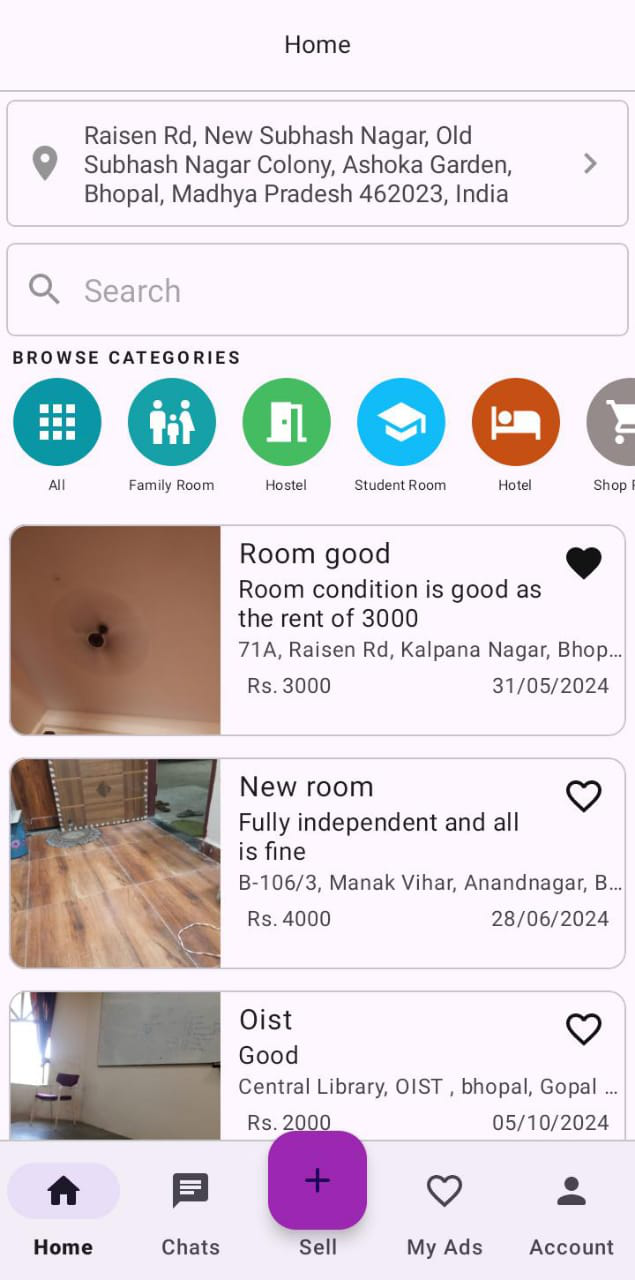 Home
Raisen Rd, New Subhash Nagar, Old
Subhash Nagar Colony, Ashoka Garden,
Bhopal, Madhya Pradesh 462023, India
Search
BROWSE CATEGORIES
All
Family Room
Hostel
Student Room
Hotel
Shop
Room good
Room condition is good as
the rent of 3000
71A, Raisen Rd, Kalpana Nagar, Bhop...
Rs. 3000
31/05/2024
New room
Fully independent and all
is fine
B-106/3, Manak Vihar, Anandnagar, B...
Rs. 4000
28/06/2024
Oist
Good
Central Library, OIST , bhopal, Gopal ...
Rs. 2000
05/10/2024
Home
Chats
Sell
My Ads
Account